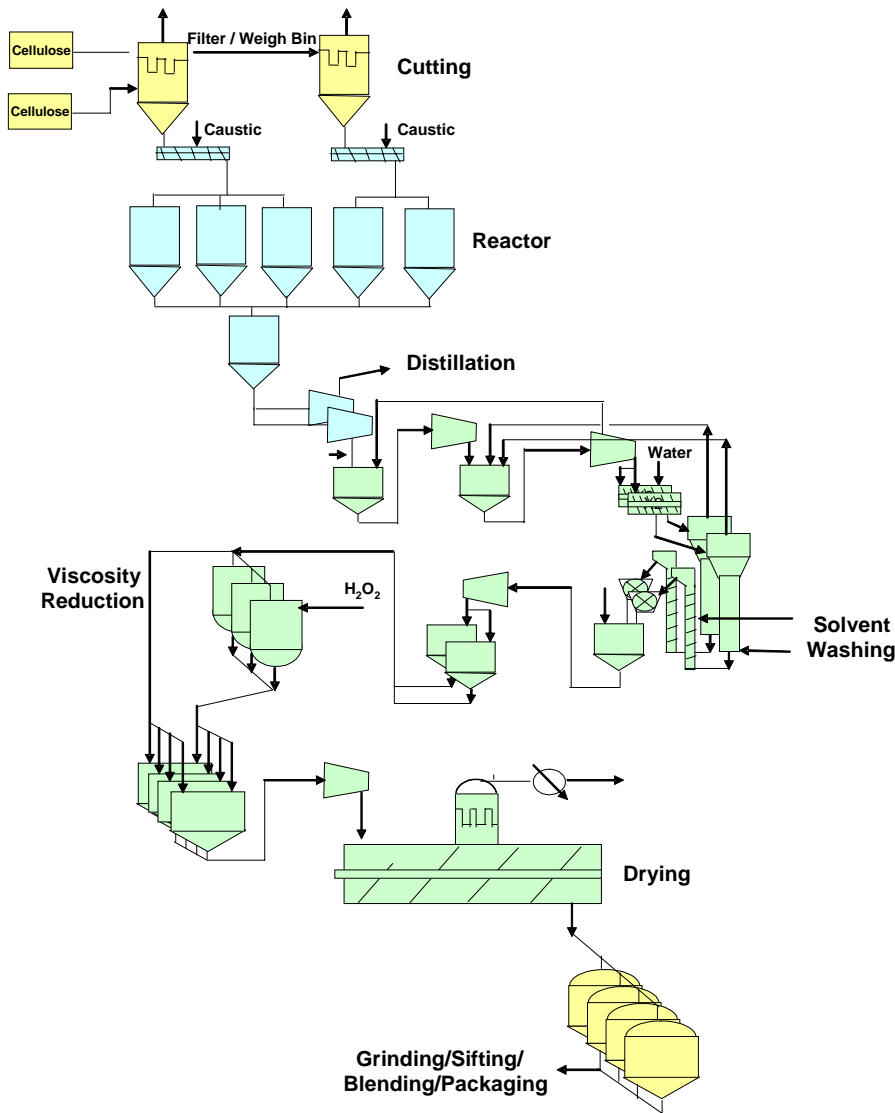 Cellulose
Filter / Weigh Bin
Cutting
Cellulose
Caustic
Caustic
Reactor
Distillation
Water
Viscosity
Reduction
H₂O₂
Solvent
Washing
Drying
Grinding/Sifting/
Blending/Packaging